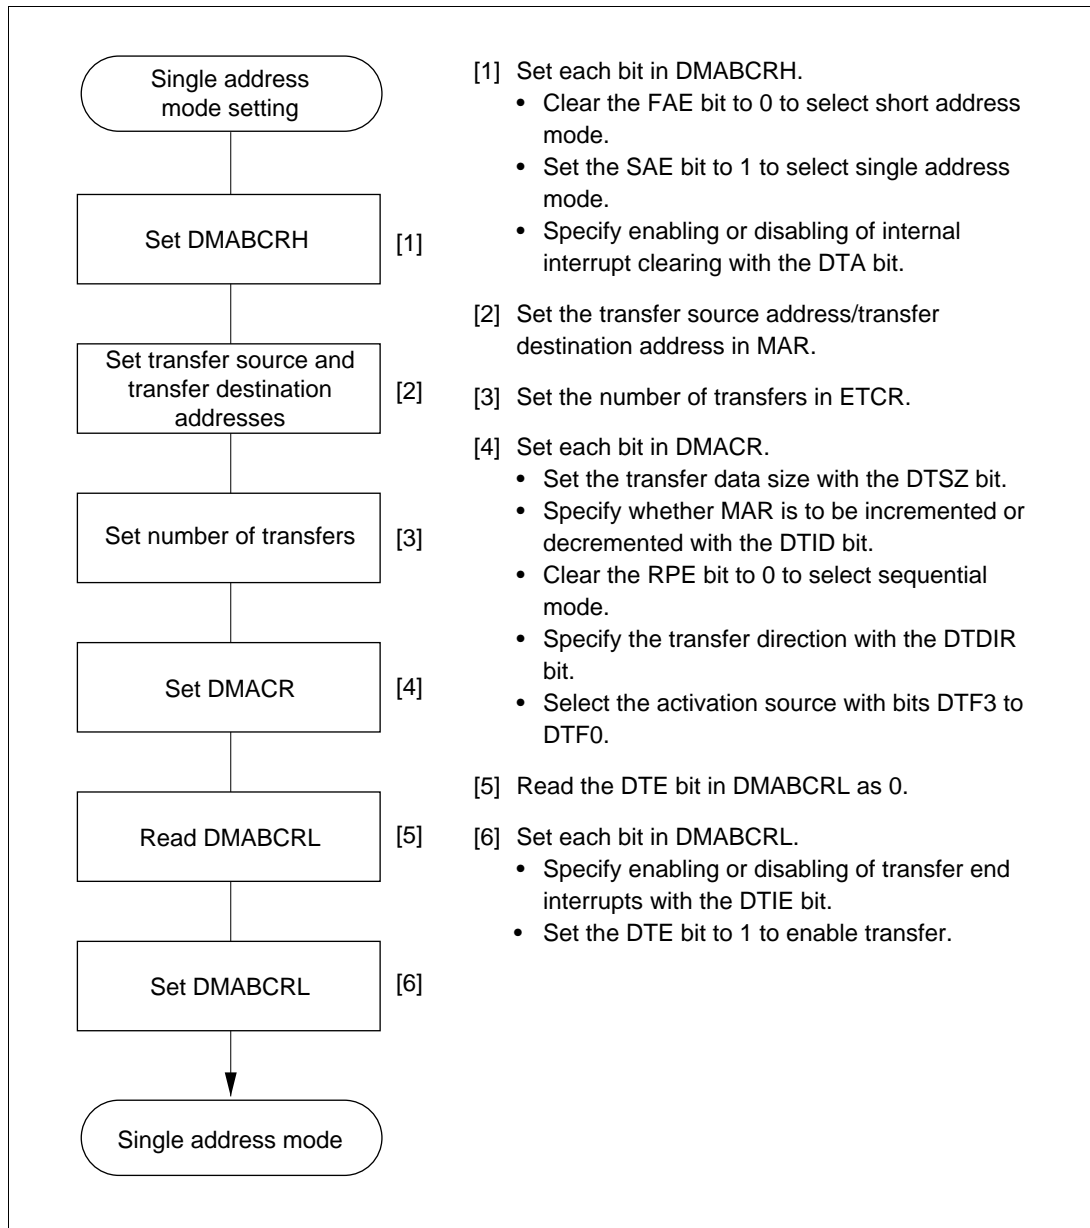 Single address
mode setting
Set DMABCRH
[1]
Set transfer source and
transfer destination
addresses
[2]
Set number of transfers
[3]
Set DMACR
[4]
Read DMABCRL
[5]
Set DMABCRL
[6]
Single address mode
[1] Set each bit in DMABCRH.
• Clear the FAE bit to 0 to select short address
mode.
• Set the SAE bit to 1 to select single address
mode.
• Specify enabling or disabling of internal
interrupt clearing with the DTA bit.
[2] Set the transfer source address/transfer
destination address in MAR.
[3] Set the number of transfers in ETCR.
[4] Set each bit in DMACR.
• Set the transfer data size with the DTSZ bit.
• Specify whether MAR is to be incremented or
decremented with the DTID bit.
• Clear the RPE bit to 0 to select sequential
mode.
• Specify the transfer direction with the DTDIR
bit.
• Select the activation source with bits DTF3 to
DTF0.
[5] Read the DTE bit in DMABCRL as 0.
[6] Set each bit in DMABCRL.
• Specify enabling or disabling of transfer end
interrupts with the DTIE bit.
• Set the DTE bit to 1 to enable transfer.